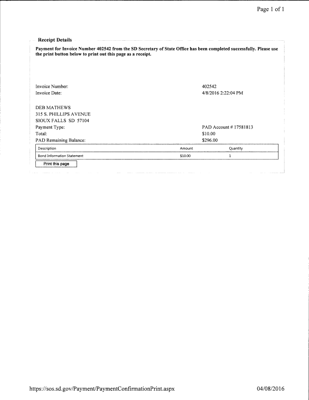 Page 1 of 1
Receipt Details
Payment for Invoice Number 402542 from the SD Secretary of State Office has been completed successfully. Please use
the print button below to print out this page as a receipt.
Invoice Number: 402542
Invoice Date: 4/8/2016 2:22:04 PM
DEB MATHEWS
315 S. PHILLIPS AVENUE
SIOUX FALLS SD 57104
Payment Type: PAD Account # 17581813
Total: $10.00
PAD Remaining Balance: $296.00
Description Amount Quantity
Bond Information Statement $10.00 1
Print this page
https://sos.sd.gov/Payment/PaymentConfirmationPrint.aspx 04/08/2016